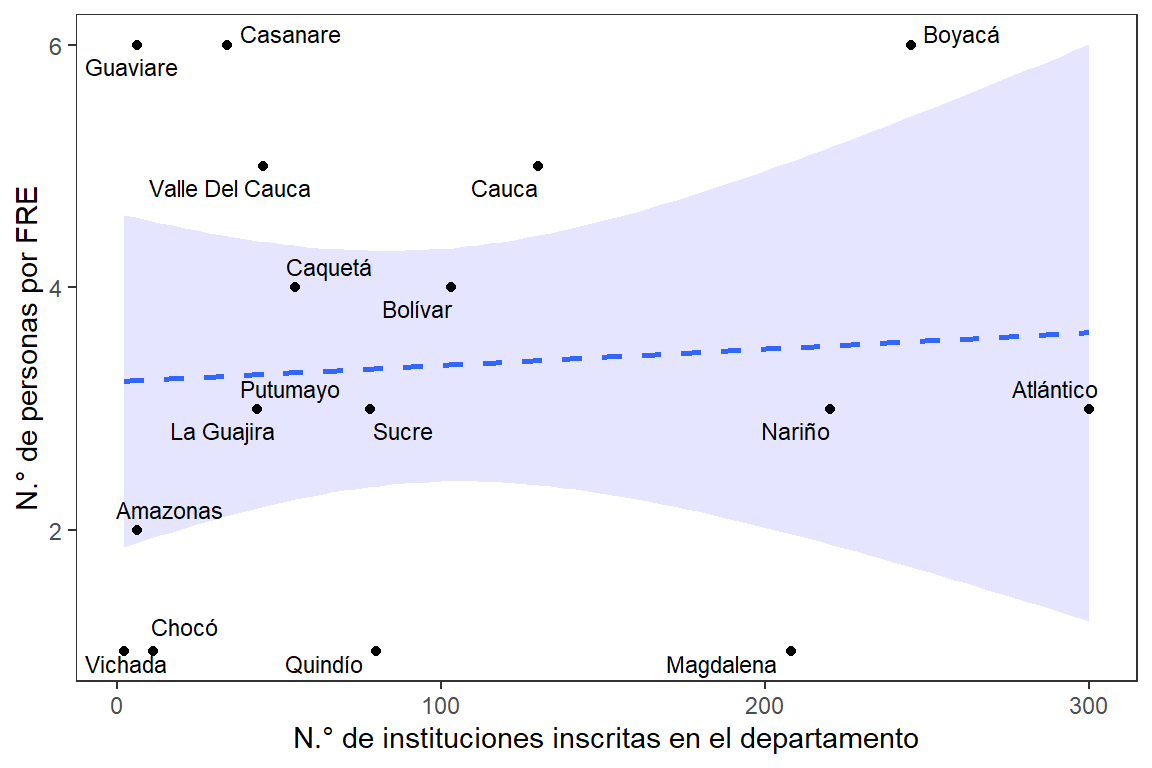 N.° de personas por FRE
6
4
2
Casanare
Boyacá
Guaviare
Valle Del Cauca
Cauca
Caquetá
Bolívar
Putumayo
Atlántico
La Guajira
Sucre
Nariño
Amazonas
Chocó
Vichada
Quindío
Magdalena
0
100
200
300
N.° de instituciones inscritas en el departamento